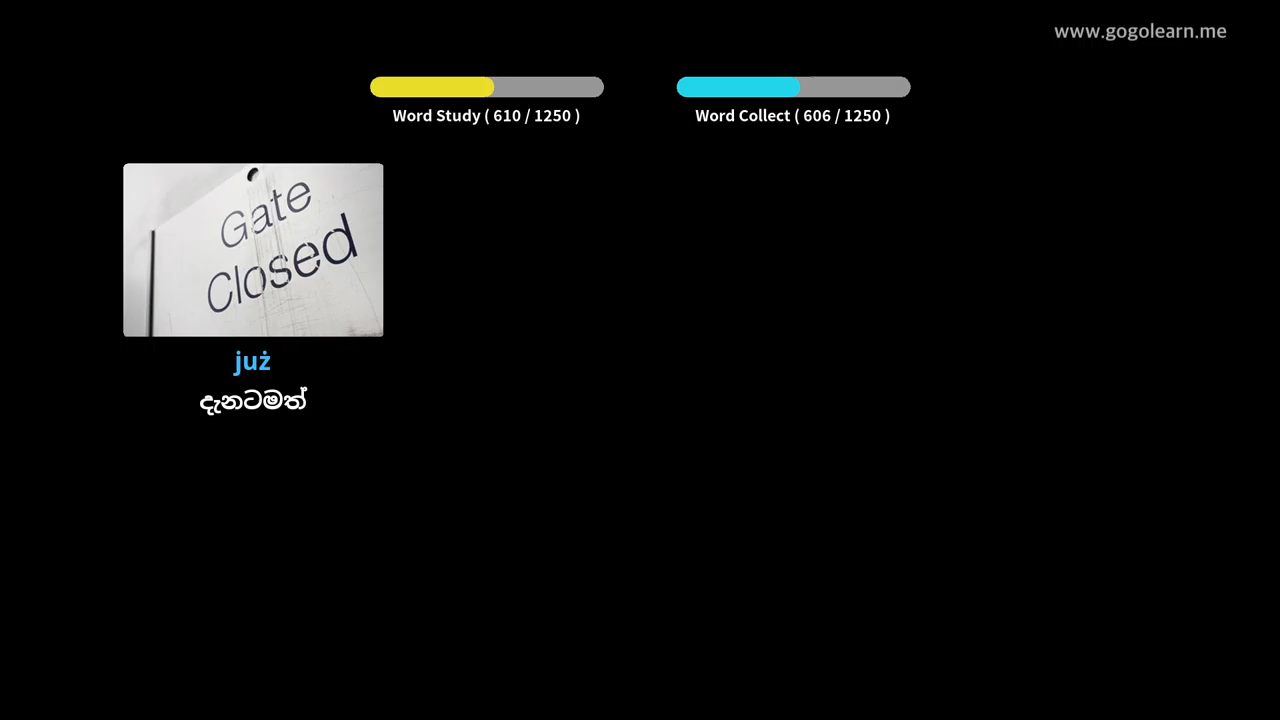 www.gogolearn.me
Word Study ( 610 / 1250 )
Word Collect ( 606 / 1250 )
Gate
Closed
już
දැනටමත්